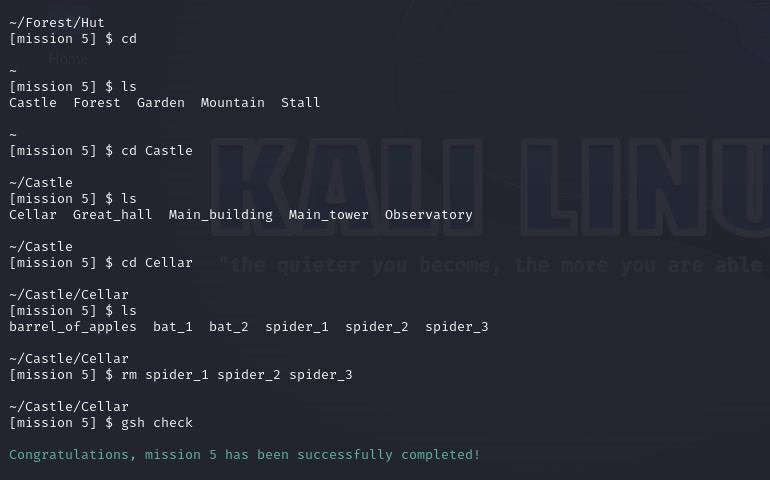 ~/Forest/Hut
[mission 5] $ cd
Home
~
[mission 5] $ ls
Castle  Forest  Garden  Mountain  Stall
~
[mission 5] $ cd Castle
KALI LINU
~/Castle
[mission 5] $ ls
Cellar  Great_hall  Main_building  Main_tower  Observatory
~/Castle
[mission 5] $ cd Cellar
"the quieter you become, the more you are able
~/Castle/Cellar
[mission 5] $ ls
barrel_of_apples  bat_1  bat_2  spider_1  spider_2  spider_3
~/Castle/Cellar
[mission 5] $ rm spider_1 spider_2 spider_3
~/Castle/Cellar
[mission 5] $ gsh check
Congratulations, mission 5 has been successfully completed!